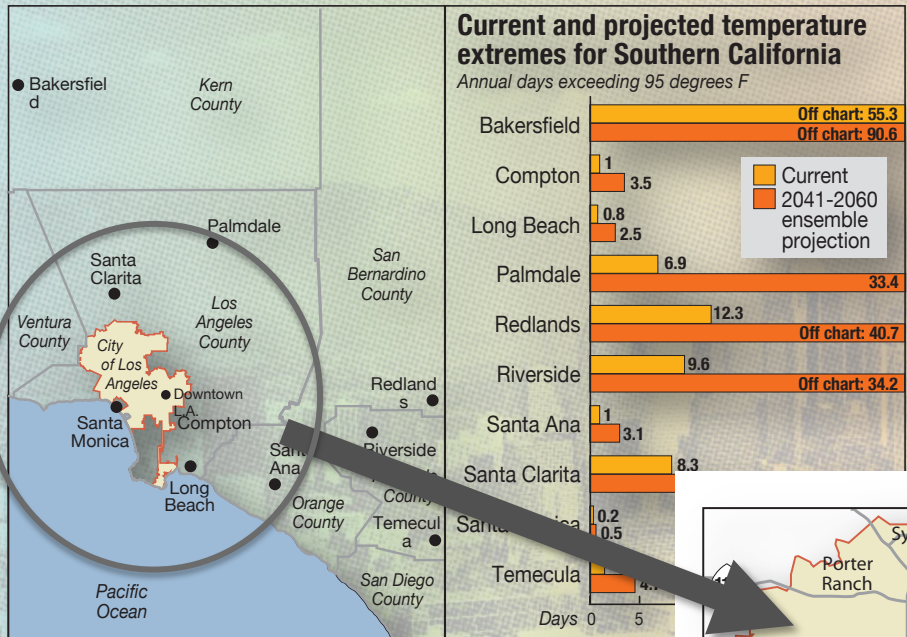 Bakersfiel
d
Kern
County
Palmdale
Santa
Clarita
San
Bernardino
County
Los
Angeles
County
Ventura
County
City
of Los
Angeles
Downtown
L.A.
Redland
s
Santa
Monica
Compton
Riverside
Ana
County
Long
Beach
Orange
County
Temecul
a
San Diego
County
Pacific
Ocean
Current and projected temperature
extremes for Southern California
Annual days exceeding 95 degrees F
Bakersfield
Off chart: 55.3
Off chart: 90.6
Compton
1
3.5
Current
2041-2060
ensemble
projection
Long Beach
0.8
2.5
Palmdale
6.9
33.4
Redlands
12.3
Off chart: 40.7
Riverside
9.6
Off chart: 34.2
Santa Ana
1
3.1
Santa Clarita
8.3
0.2
0.5
Temecula
Days 0 5
Porter
Ranch